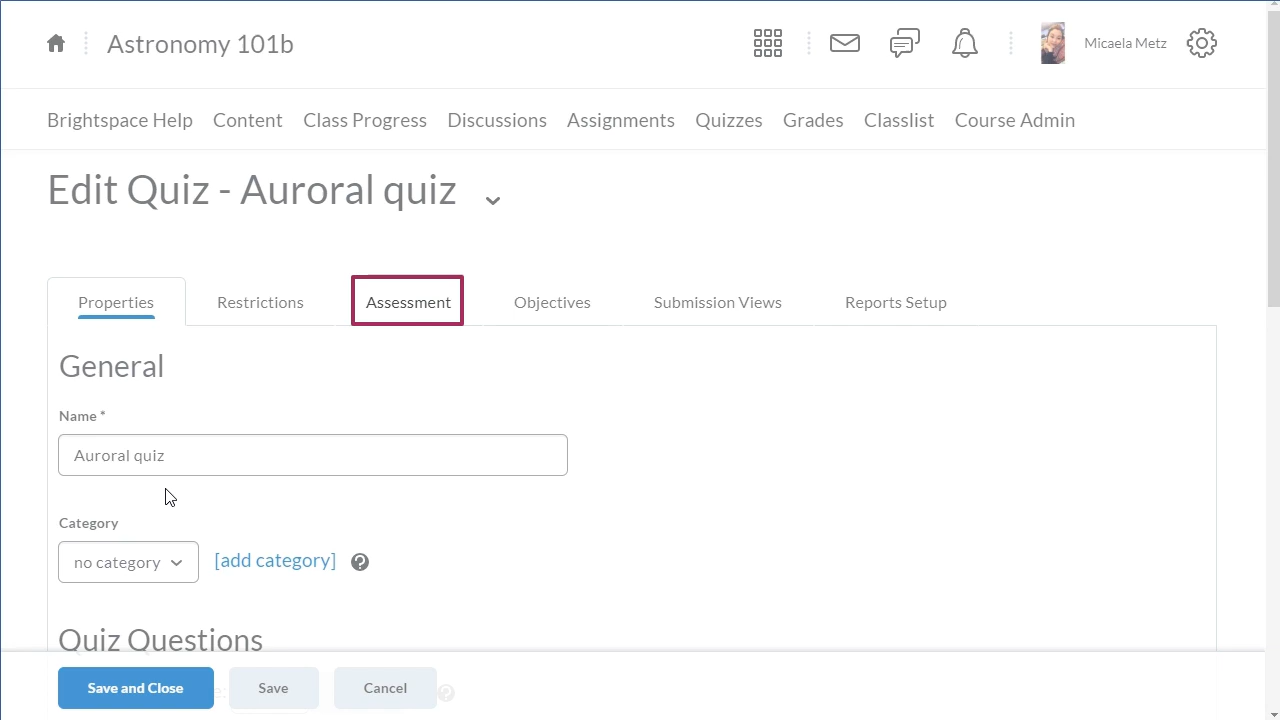 Astronomy 101b
Micaela Metz
Brightspace Help Content Class Progress Discussions Assignments Quizzes Grades Classlist Course Admin
Edit Quiz - Auroral quiz
Properties Restrictions Assessment Objectives Submission Views Reports Setup
General
Name *
Auroral quiz
Category
no category [add category]
Quiz Questions
Save and Close Save Cancel